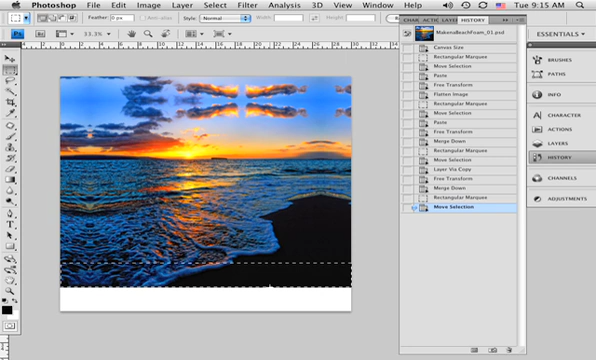 Photoshop File Edit Image Layer Select Filter Analysis 3D View Window Help Tue 9:15 AM
Feather: 0 px Anti-alias Style: Normal Width: Height:
Ps 33.3% ESSENTIALS
HISTORY
MakenaBeachFoam_01.psd
Canvas Size
Rectangular Marquee
Move Selection
Paste
Free Transform
Flatten Image
Rectangular Marquee
Move Selection
Paste
Free Transform
Merge Down
Rectangular Marquee
Move Selection
Layer Via Copy
Free Transform
Merge Down
Rectangular Marquee
Move Selection
BRUSHES
PATHS
INFO
CHARACTER
ACTIONS
LAYERS
HISTORY
CHANNELS
ADJUSTMENTS